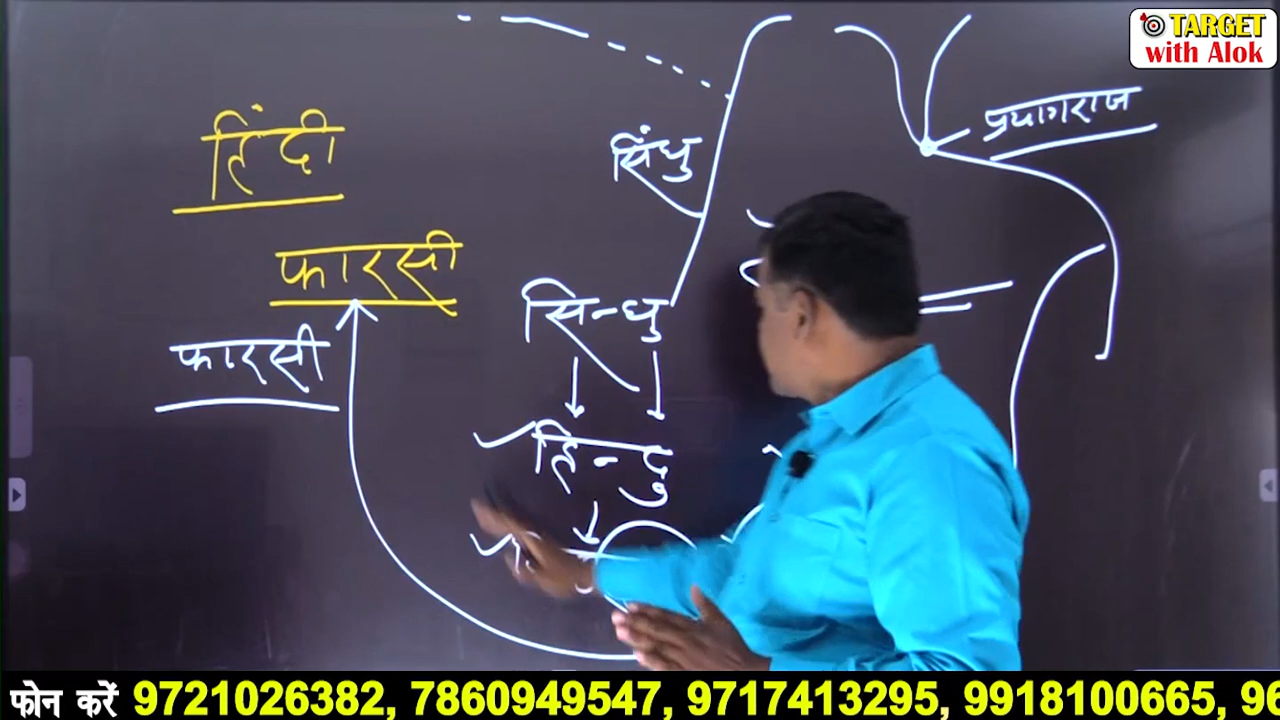 TARGET
with Alok
प्रयागराज
हिंदी
सिंधु
फारसी
सिन्धु
फारसी
हिन्दु
फोन करें 9721026382, 7860949547, 9717413295, 9918100665, 96